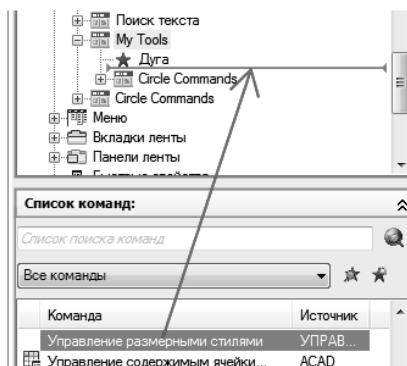 Поиск текста
My Tools
Дуга
Circle Commands
Circle Commands
Меню
Вкладки ленты
Панели ленты
Список команд:
Список поиска команд
Все команды
Команда Источник
Управление размерными стилями УПРАВ...
Управление содержимым ячейки... ACAD